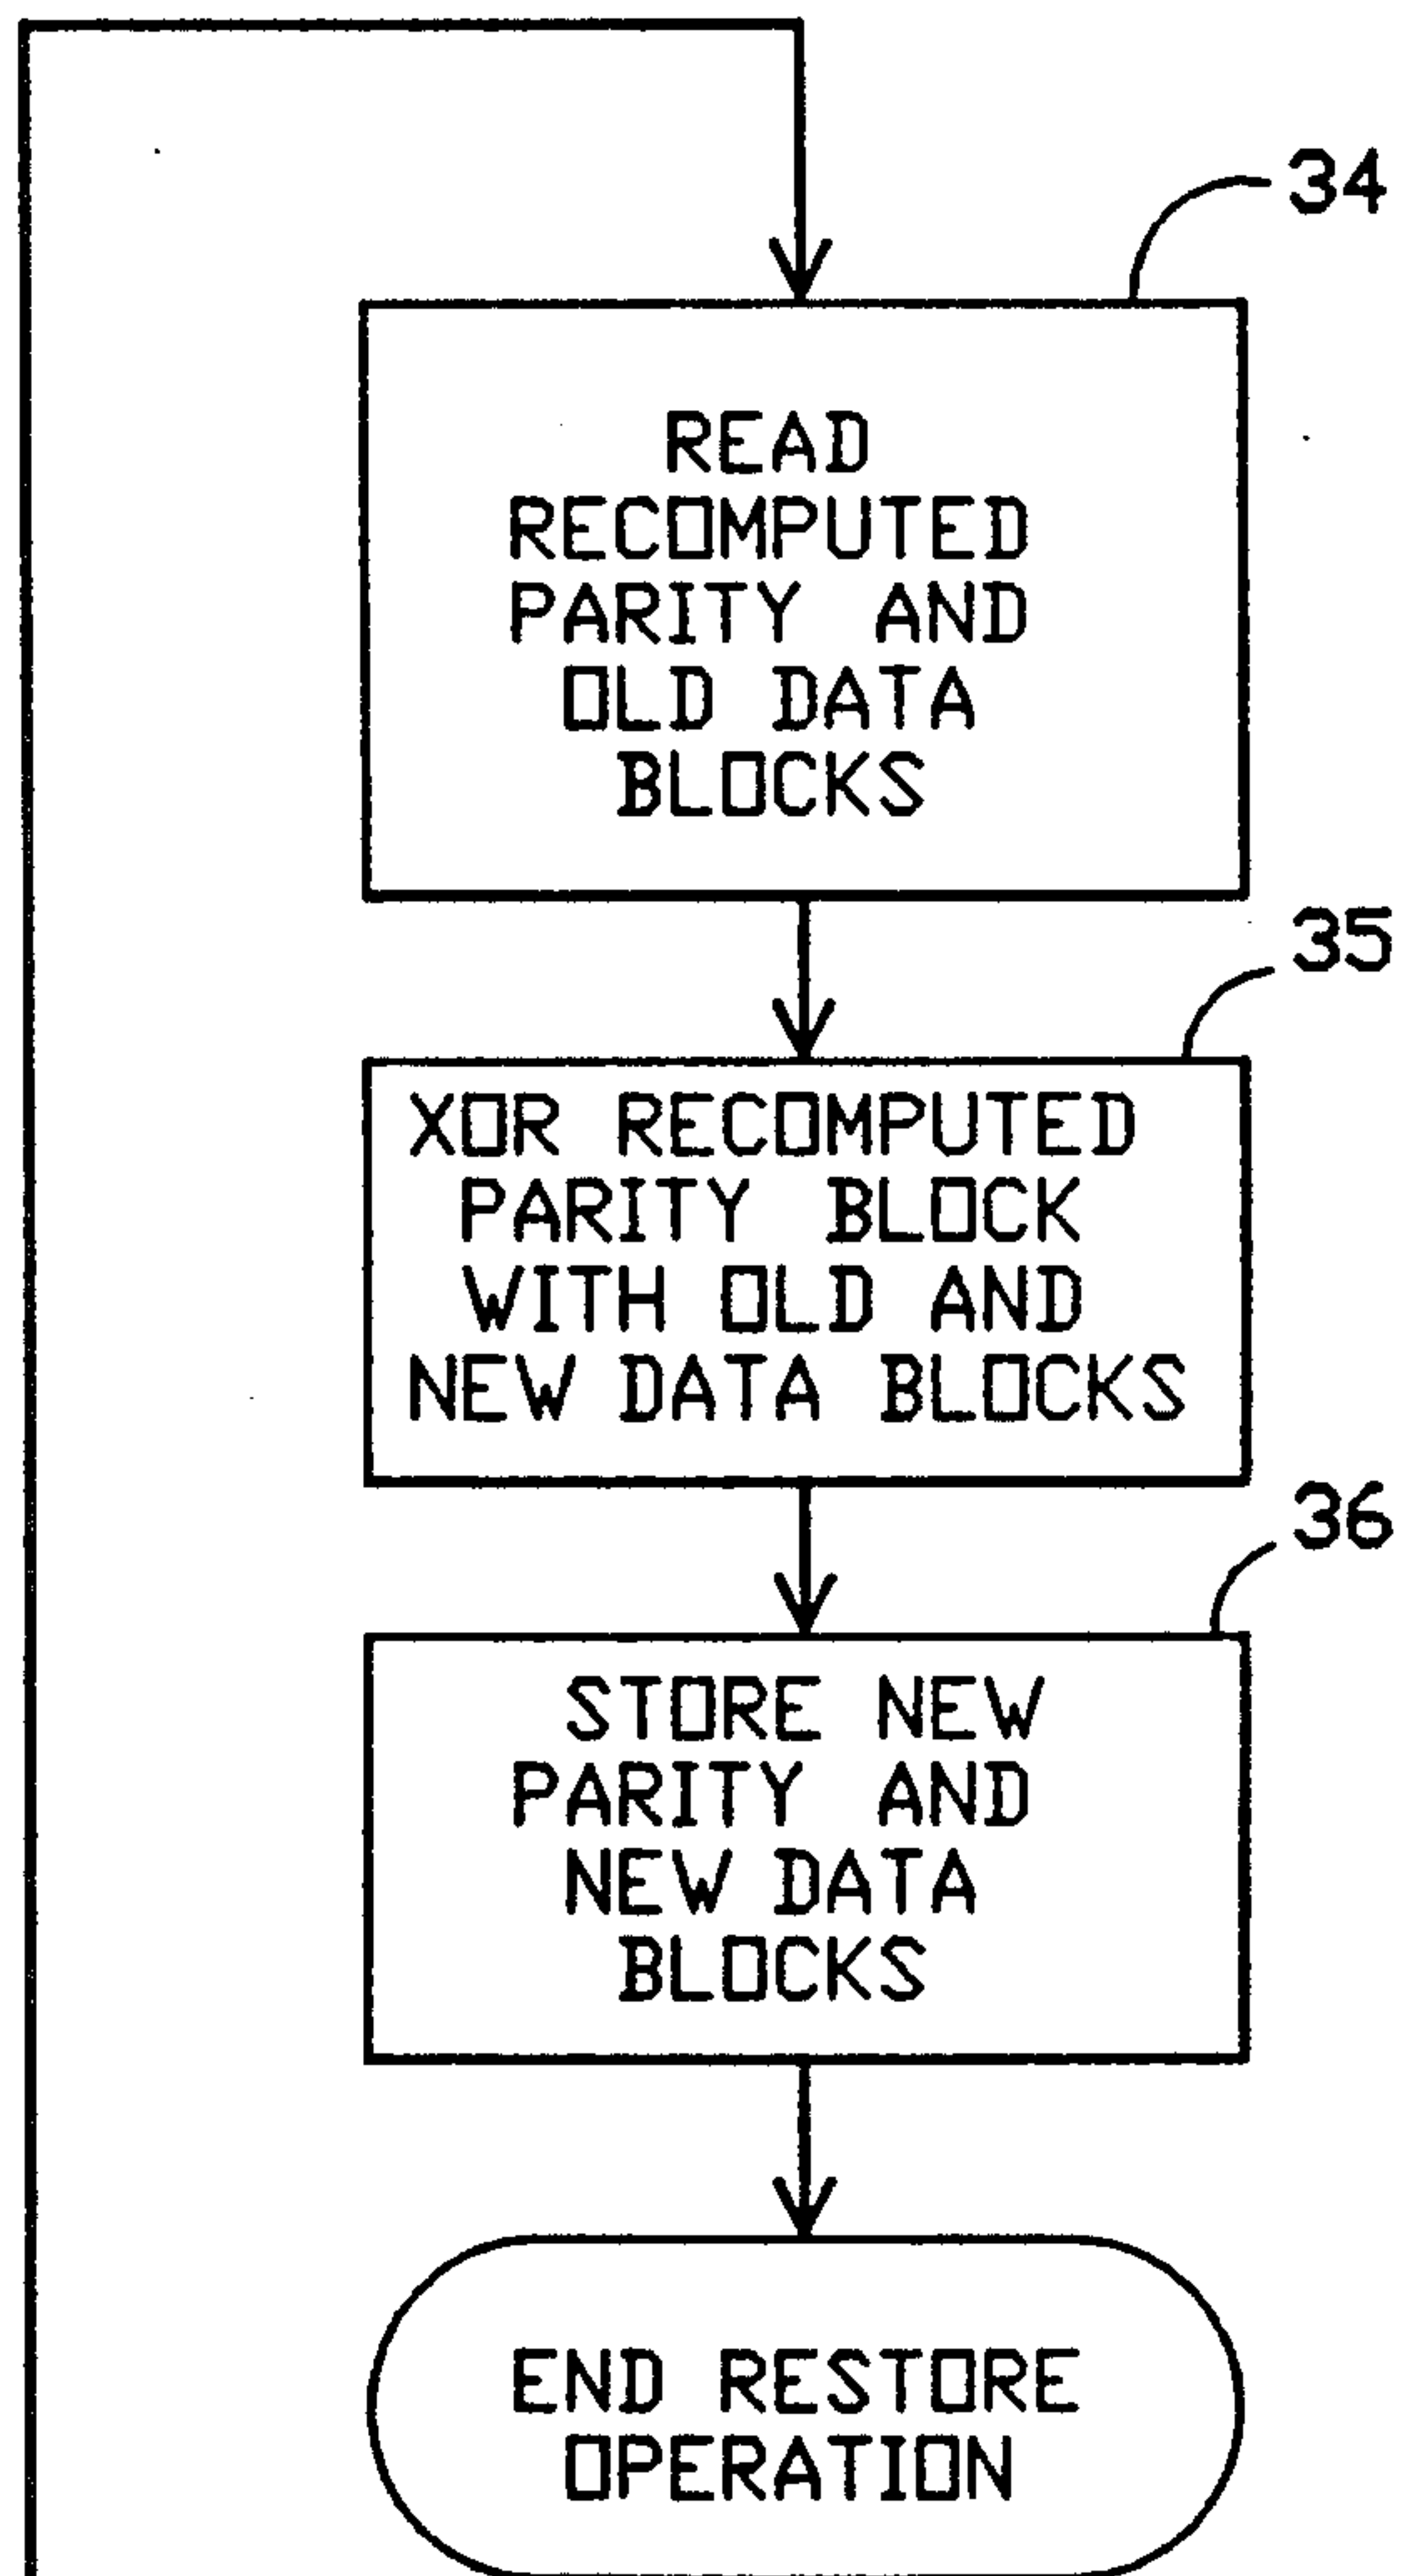 34
READ
RECOMPUTED
PARITY AND
OLD DATA
BLOCKS
35
XOR RECOMPUTED
PARITY BLOCK
WITH OLD AND
NEW DATA BLOCKS
36
STORE NEW
PARITY AND
NEW DATA
BLOCKS
END RESTORE
OPERATION